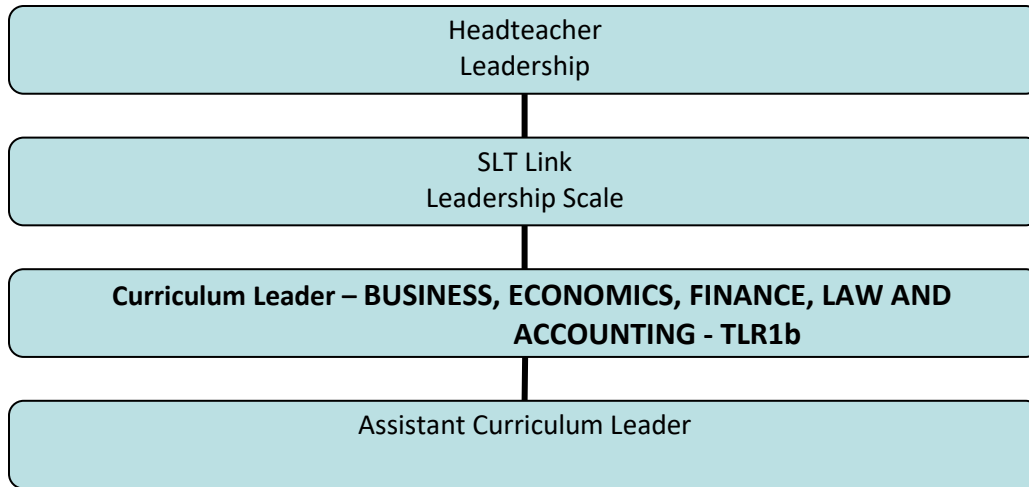 Headteacher
Leadership
SLT Link
Leadership Scale
Curriculum Leader – BUSINESS, ECONOMICS, FINANCE, LAW AND
ACCOUNTING - TLR1b
Assistant Curriculum Leader